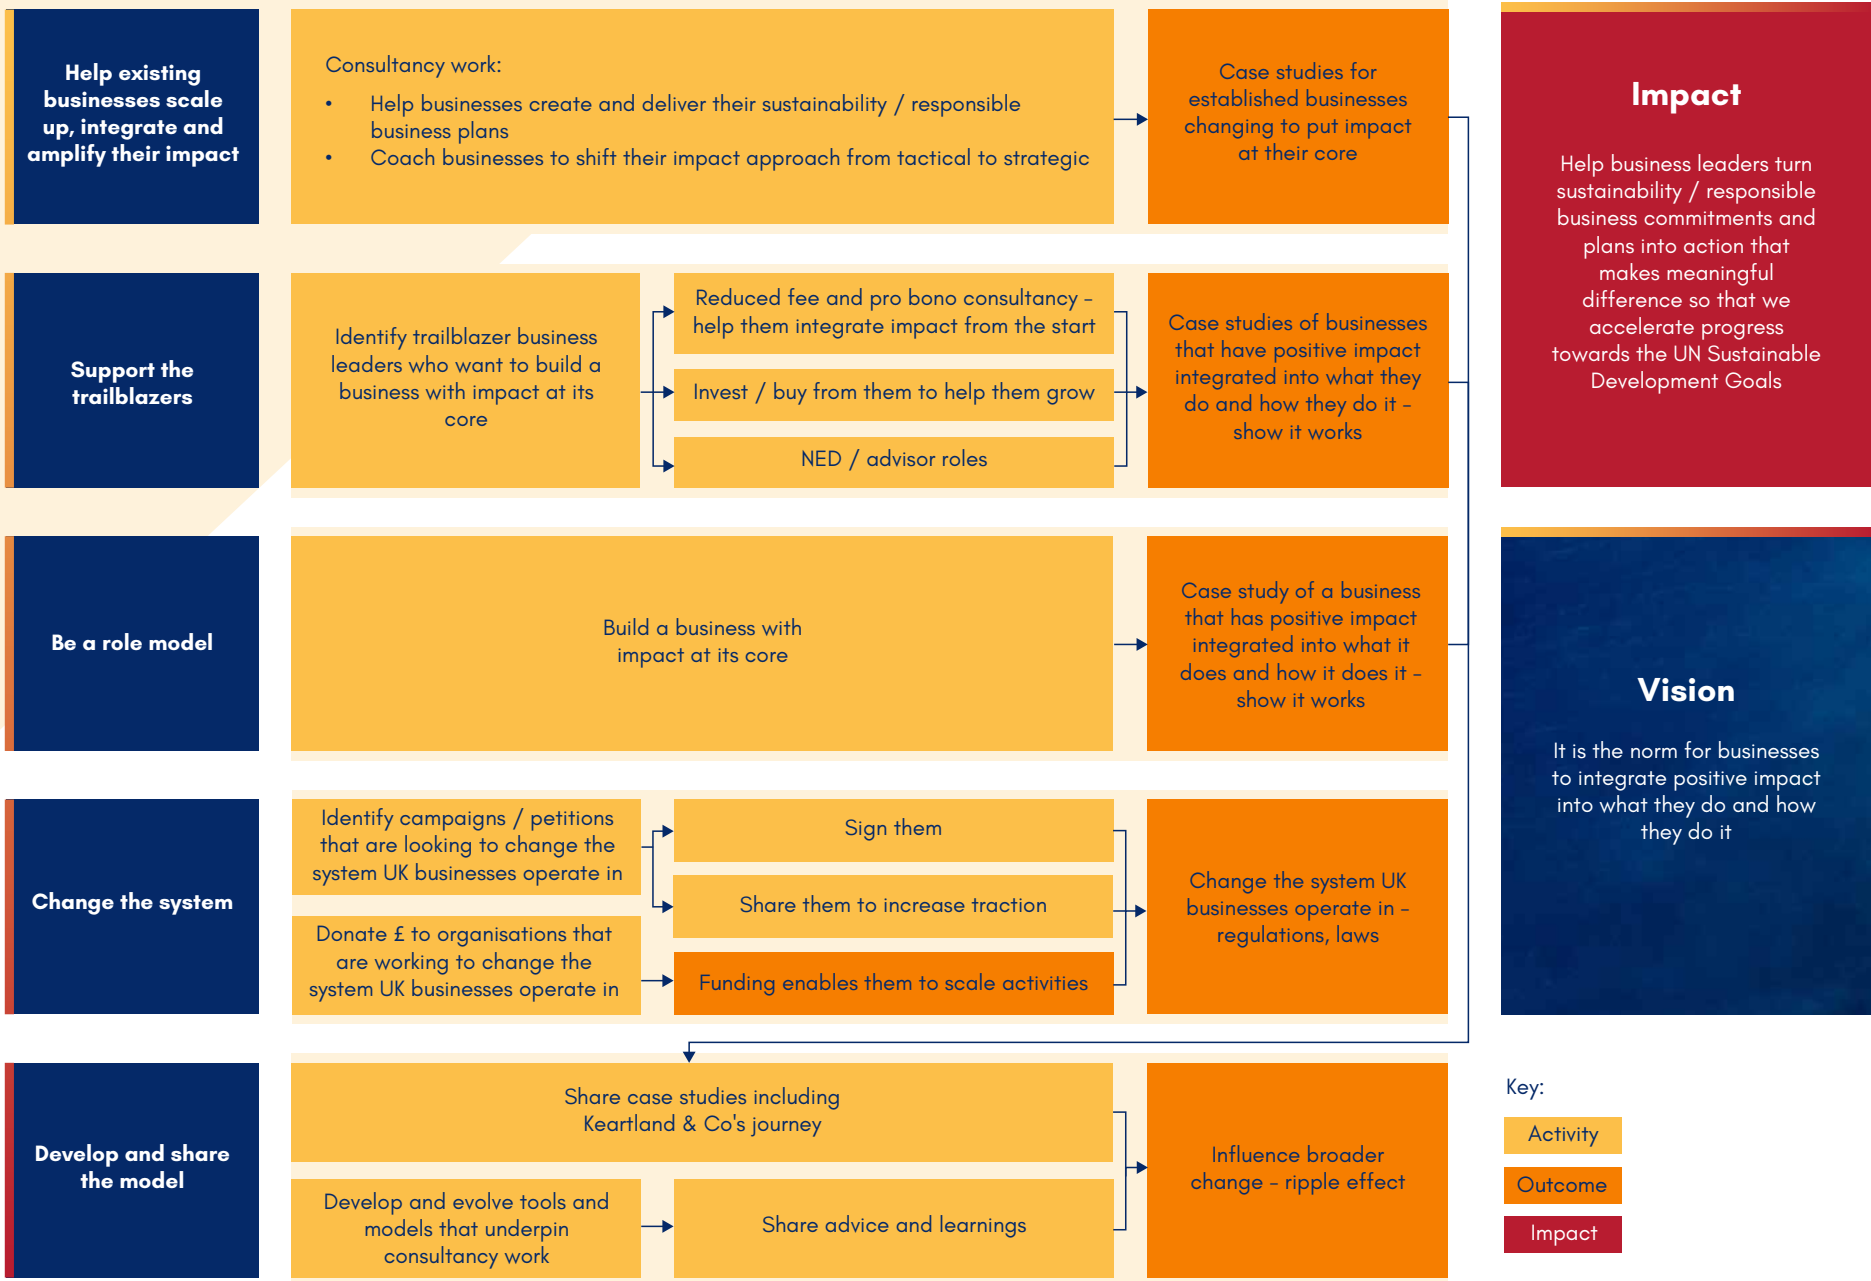 Help existing
businesses scale
up, integrate and
amplify their impact
Consultancy work:
• Help businesses create and deliver their sustainability / responsible
business plans
• Coach businesses to shift their impact approach from tactical to strategic
Case studies for
established businesses
changing to put impact
at their core
Support the
trailblazers
Identify trailblazer business
leaders who want to build a
business with impact at its
core
Reduced fee and pro bono consultancy -
help them integrate impact from the start
Invest / buy from them to help them grow
NED / advisor roles
Case studies of businesses
that have positive impact
integrated into what they
do and how they do it -
show it works
Be a role model
Build a business with
impact at its core
Case study of a business
that has positive impact
integrated into what it
does and how it does it -
show it works
Change the system
Identify campaigns / petitions
that are looking to change the
system UK businesses operate in
Donate £ to organisations that
are working to change the
system UK businesses operate in
Sign them
Share them to increase traction
Funding enables them to scale activities
Change the system UK
businesses operate in -
regulations, laws
Develop and share
the model
Share case studies including
Keartland & Co's journey
Develop and evolve tools and
models that underpin
consultancy work
Share advice and learnings
Influence broader
change - ripple effect
Impact
Help business leaders turn
sustainability / responsible
business commitments and
plans into action that
makes meaningful
difference so that we
accelerate progress
towards the UN Sustainable
Development Goals
Vision
It is the norm for businesses
to integrate positive impact
into what they do and how
they do it
Key:
Activity
Outcome
Impact